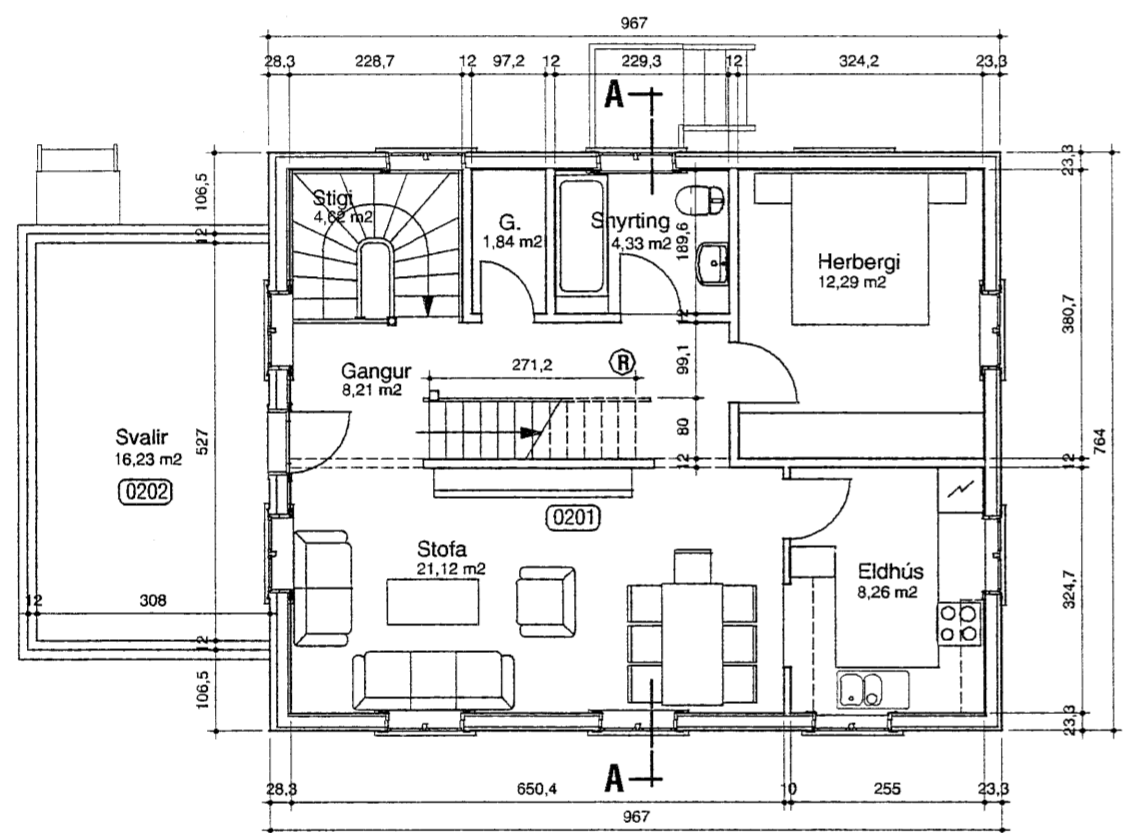 967
28,3 228,7 12 97,2 12 229,3 12 324,2 23,3
A
106,5
12
527
12
106,5
Stigi
4,62 m2
G.
1,84 m2
Snyrting
4,33 m2
189,6
12
Herbergi
12,29 m2
23,3
380,7
12
324,7
23,3
764
Gangur
8,21 m2
271,2
R
99,1
80
12
Svalir
16,23 m2
0202
0201
Stofa
21,12 m2
Eldhús
8,26 m2
12 308
A
28,3 650,4 10 255 23,3
967